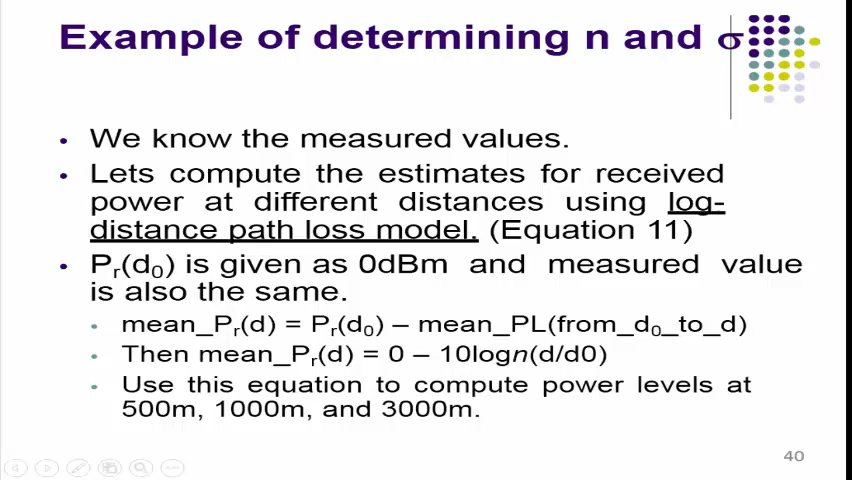 Example of determining n and σ
• We know the measured values.
• Lets compute the estimates for received
power at different distances using log-
distance path loss model. (Equation 11)
• Pr(d0) is given as 0dBm and measured value
is also the same.
• mean_Pr(d) = Pr(d0) – mean_PL(from_d0_to_d)
• Then mean_Pr(d) = 0 – 10logn(d/d0)
• Use this equation to compute power levels at
500m, 1000m, and 3000m.
40